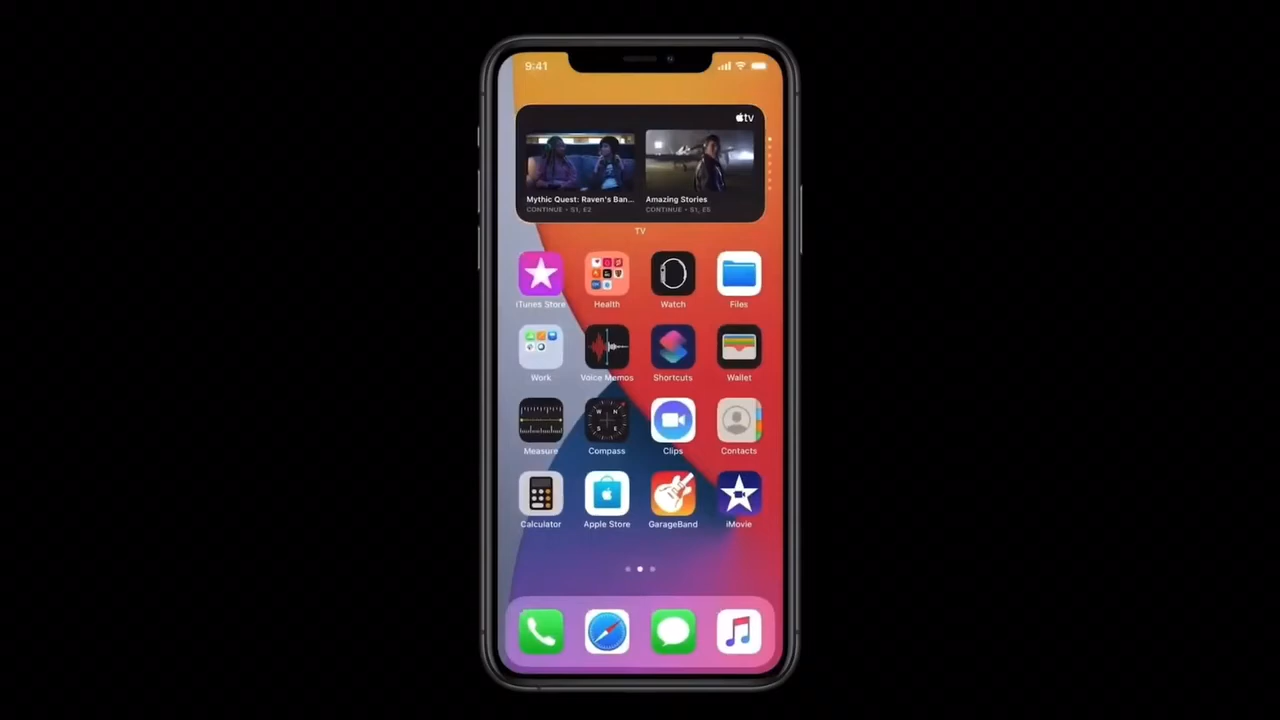 9:41
tv
Mythic Quest: Raven's Ban...
CONTINUE • S1, E2
Amazing Stories
CONTINUE • S1, E5
TV
iTunes Store
Health
Watch
Files
Work
Voice Memos
Shortcuts
Wallet
Measure
W N
S E
Compass
Clips
Contacts
Calculator
Apple Store
GarageBand
iMovie